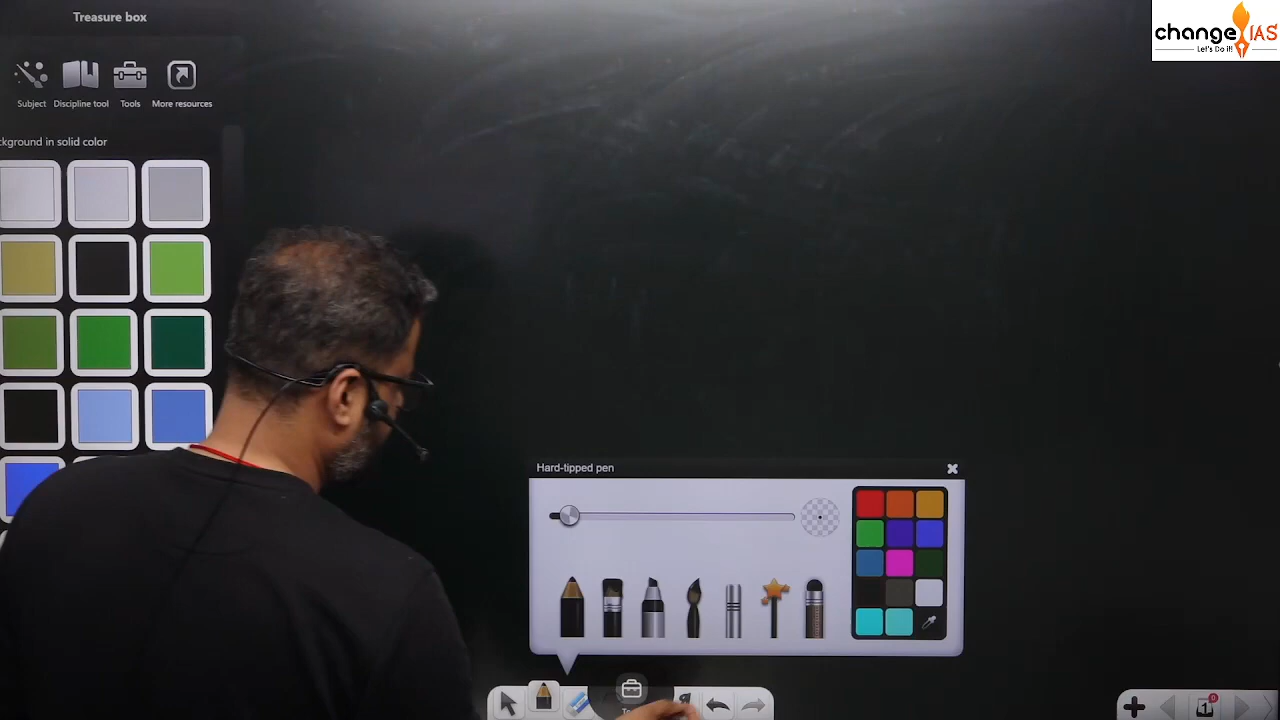 Treasure box
change IAS
Let's Do it!
Subject
Discipline tool
Tools
More resources
kground in solid color
Hard-tipped pen
1